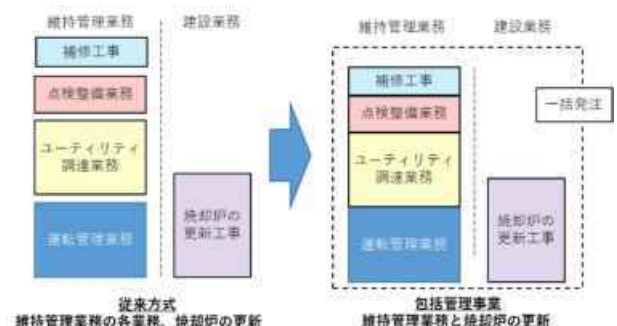 維持管理業務
建設業務
補修工事
点検整備業務
ユーティリティ
調達業務
運転管理業務
焼却炉の
更新工事
従来方式
維持管理業務の各業務、焼却炉の更新
維持管理業務
建設業務
一括発注
補修工事
点検整備業務
ユーティリティ
調達業務
運転管理業務
焼却炉の
更新工事
包括管理事業
維持管理業務と焼却炉の更新